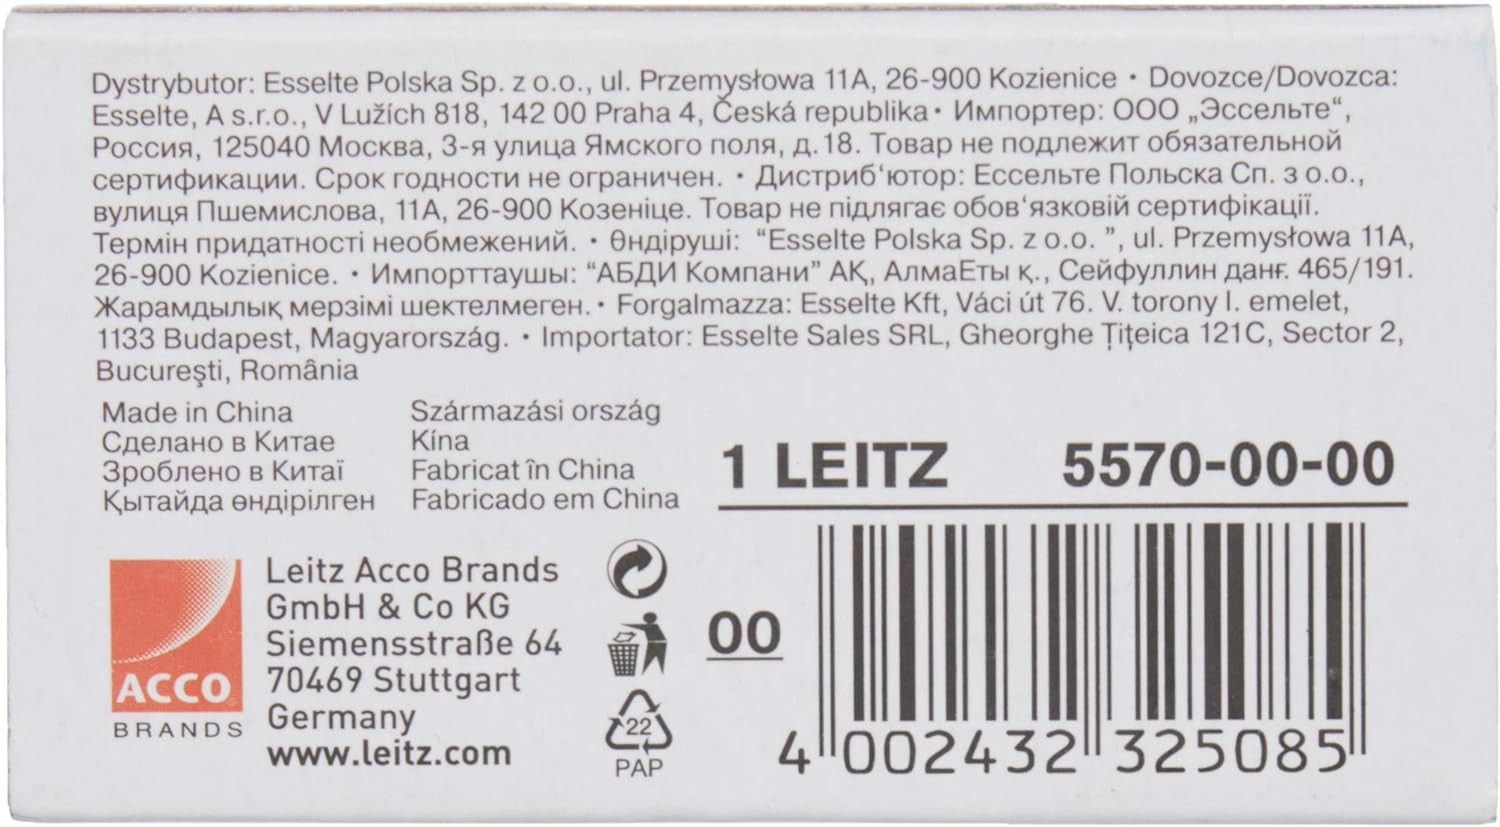 Dystrybutor: Esselte Polska Sp. z o.o., ul. Przemysłowa 11A, 26-900 Kozienice • Dovozce/Dovozca:
Esselte, A s.r.o., V Lužích 818, 142 00 Praha 4, Česká republika • Импортер: ООО „Эссельте“,
Россия, 125040 Москва, 3-я улица Ямского поля, д.18. Товар не подлежит обязательной
сертификации. Срок годности не ограничен. • Дистриб‘ютор: Ессельте Польска Сп. з о.о.,
вулиця Пшемислова, 11А, 26-900 Козеніце. Товар не підлягає обов‘язковій сертифікації.
Термін придатності необмежений. • Өндіруші: “Esselte Polska Sp. z o.o. ”, ul. Przemysłowa 11A,
26-900 Kozienice. • Импорттаушы: “АБДИ Компани” АҚ, АлмаЕты қ., Сейфуллин данғ. 465/191.
Жарамдылық мерзімі шектелмеген. • Forgalmazza: Esselte Kft, Váci út 76. V. torony I. emelet,
1133 Budapest, Magyarország. • Importator: Esselte Sales SRL, Gheorghe Țițeica 121C, Sector 2,
Bucureşti, România
Made in China
Сделано в Китае
Зроблено в Китаї
Қытайда өндірілген
Származási ország
Kína
Fabricat în China
Fabricado em China
1 LEITZ 5570-00-00
ACCO
BRANDS
Leitz Acco Brands
GmbH & Co KG
Siemensstraße 64
70469 Stuttgart
Germany
www.leitz.com
22
PAP
00
4 002432 325085